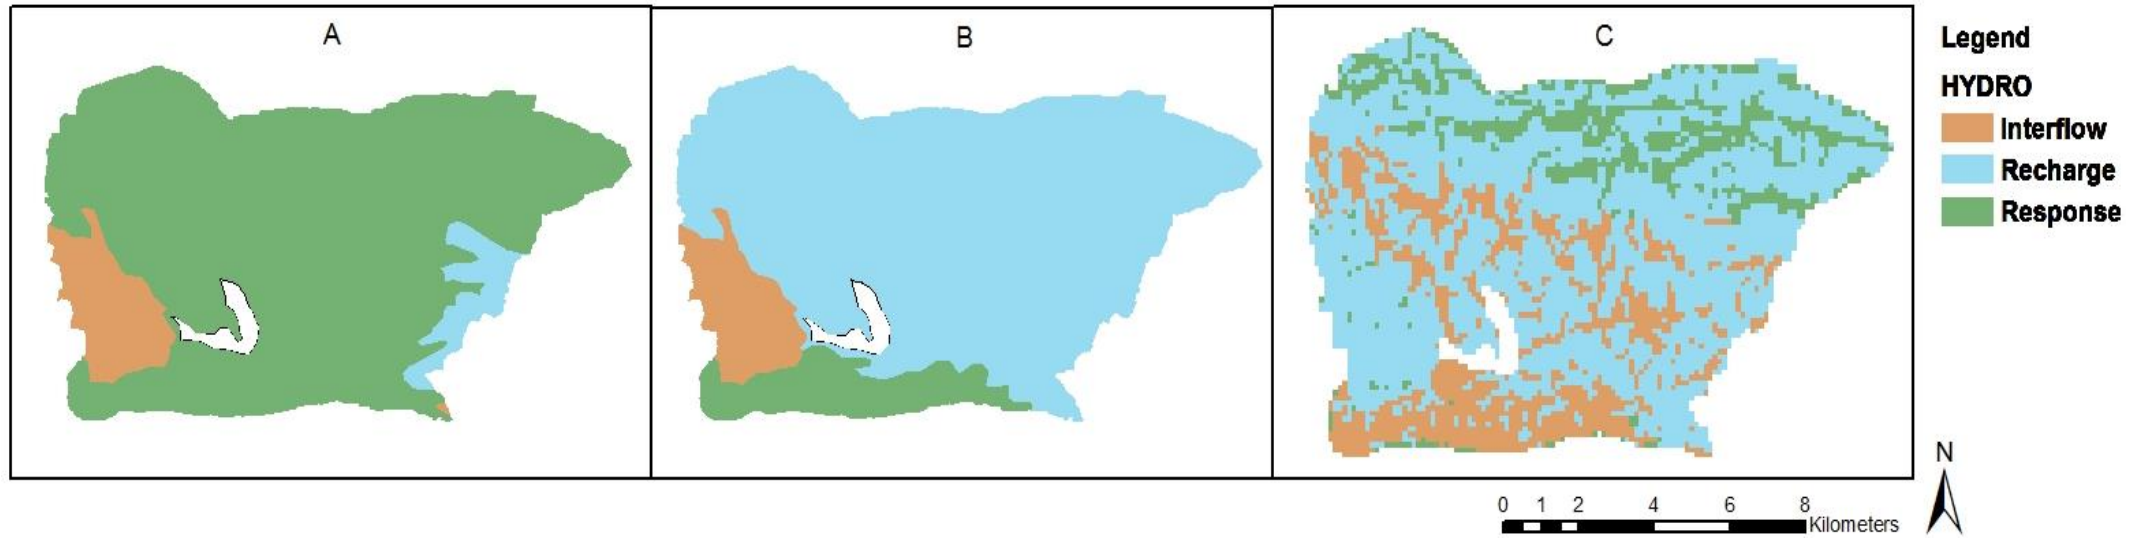 A
B
C
Legend
HYDRO
Interflow
Recharge
Response
N
0 1 2 4 6 8
Kilometers